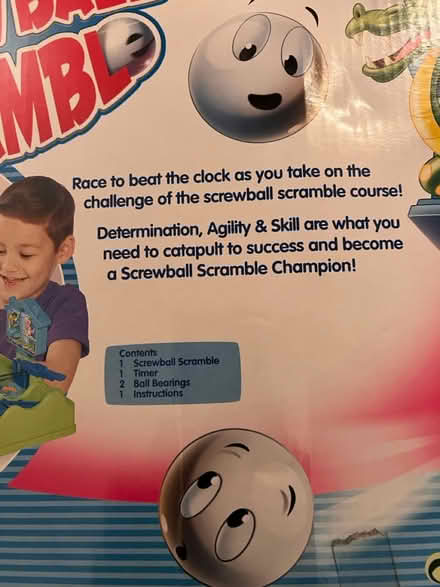 BALL
AMBLE
Race to beat the clock as you take on the
challenge of the screwball scramble course!
Determination, Agility & Skill are what you
need to catapult to success and become
a Screwball Scramble Champion!
Contents
1 Screwball Scramble
1 Timer
2 Ball Bearings
1 Instructions